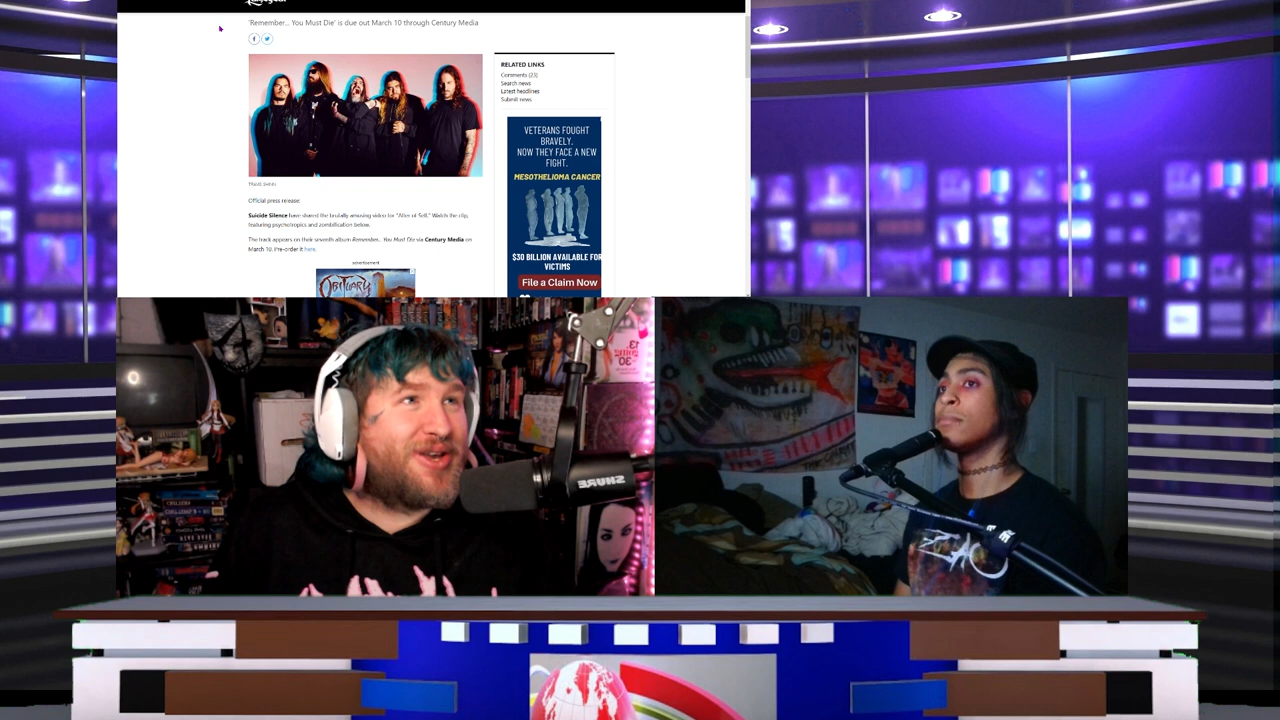 'Remember... You Must Die' is due out March 10 through Century Media
RELATED LINKS
Comments (23)
Search news
Latest headlines
Submit news
VETERANS FOUGHT
BRAVELY.
NOW THEY FACE A NEW
FIGHT.
MESOTHELIOMA CANCER
$30 BILLION AVAILABLE FOR
VICTIMS
File a Claim Now
Official press release:
Suicide Silence have shared the brutally amusing video for "Alter of Self." Watch the clip,
featuring psychotropics and zombification below.
The track appears on their seventh album Remember... You Must Die via Century Media on
March 10. Pre-order it here.
advertisement
OBITUARY
SHURE